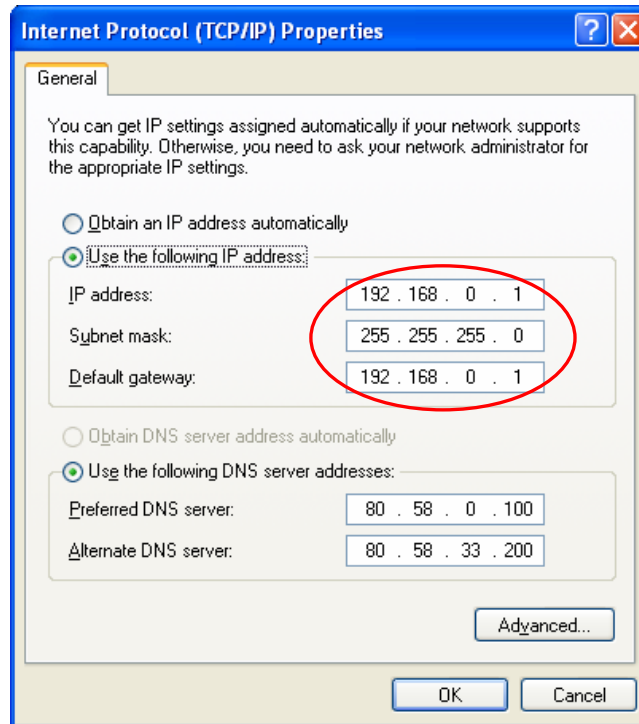 Internet Protocol (TCP/IP) Properties
General
You can get IP settings assigned automatically if your network supports
this capability. Otherwise, you need to ask your network administrator for
the appropriate IP settings.
Obtain an IP address automatically
Use the following IP address:
IP address: 192 . 168 . 0 . 1
Subnet mask: 255 . 255 . 255 . 0
Default gateway: 192 . 168 . 0 . 1
Obtain DNS server address automatically
Use the following DNS server addresses:
Preferred DNS server: 80 . 58 . 0 . 100
Alternate DNS server: 80 . 58 . 33 . 200
Advanced...
OK Cancel